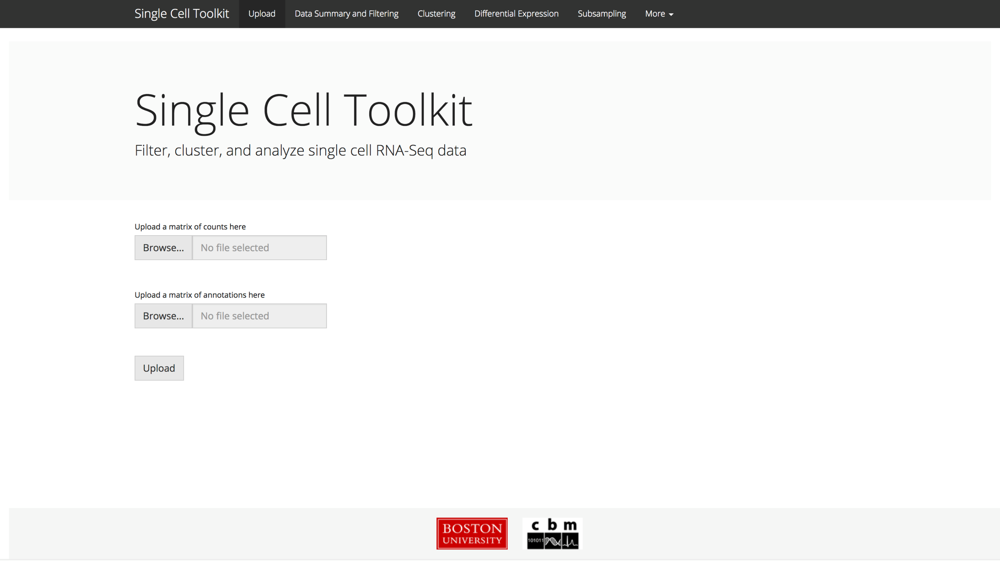 Single Cell Toolkit Upload Data Summary and Filtering Clustering Differential Expression Subsampling More
Single Cell Toolkit
Filter, cluster, and analyze single cell RNA-Seq data
Upload a matrix of counts here
Browse... No file selected
Upload a matrix of annotations here
Browse... No file selected
Upload
BOSTON
UNIVERSITY
c b m
101011